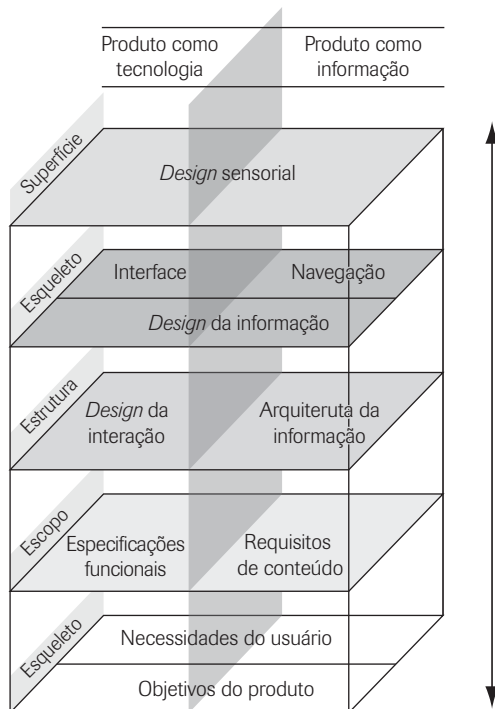 Produto como
tecnologia
Produto como
informação
Superfície
Design sensorial
Esqueleto
Interface
Navegação
Design da informação
Estrutura
Design da
interação
Arquiteruta da
informação
Escopo
Especificações
funcionais
Requisitos
de conteúdo
Esqueleto
Necessidades do usuário
Objetivos do produto